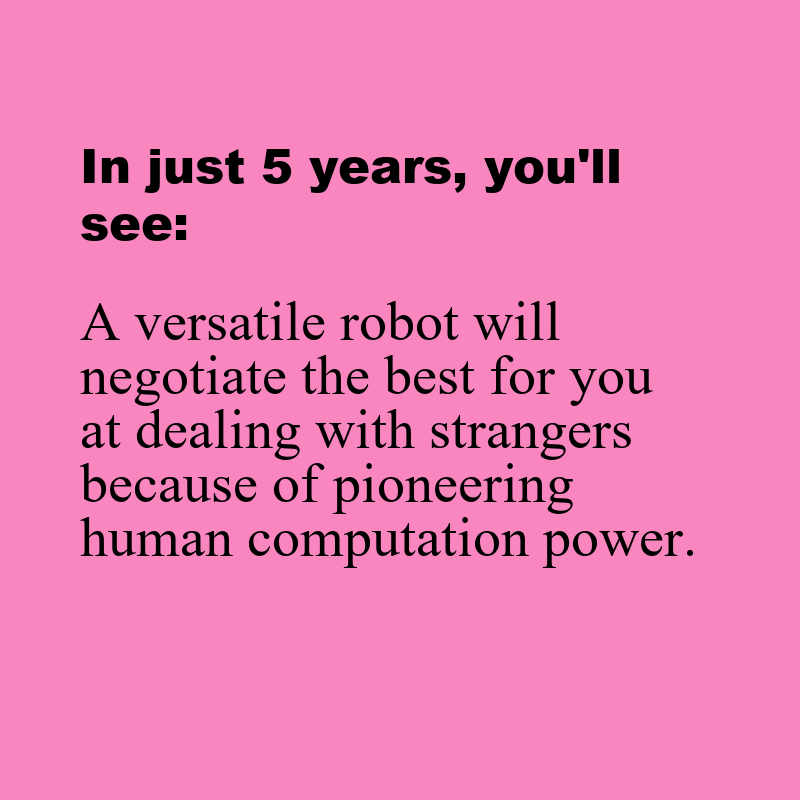 In just 5 years, you'll
see:
A versatile robot will
negotiate the best for you
at dealing with strangers
because of pioneering
human computation power.